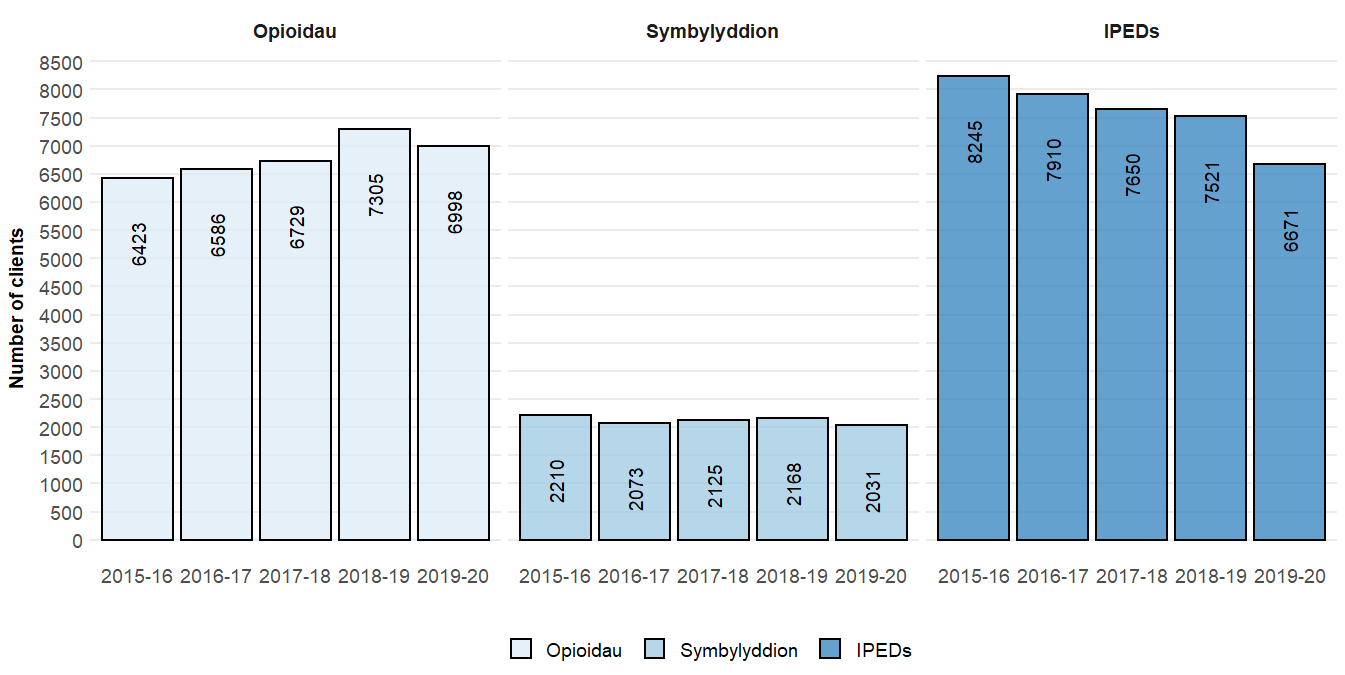 Opioidau Symbylyddion IPEDs
Number of clients
8500
8000
7500
7000
6500
6000
5500
5000
4500
4000
3500
3000
2500
2000
1500
1000
500
0
6423 6586 6729 7305 6998
2210 2073 2125 2168 2031
8245 7910 7650 7521 6671
2015-16 2016-17 2017-18 2018-19 2019-20 2015-16 2016-17 2017-18 2018-19 2019-20 2015-16 2016-17 2017-18 2018-19 2019-20
Opioidau Symbylyddion IPEDs